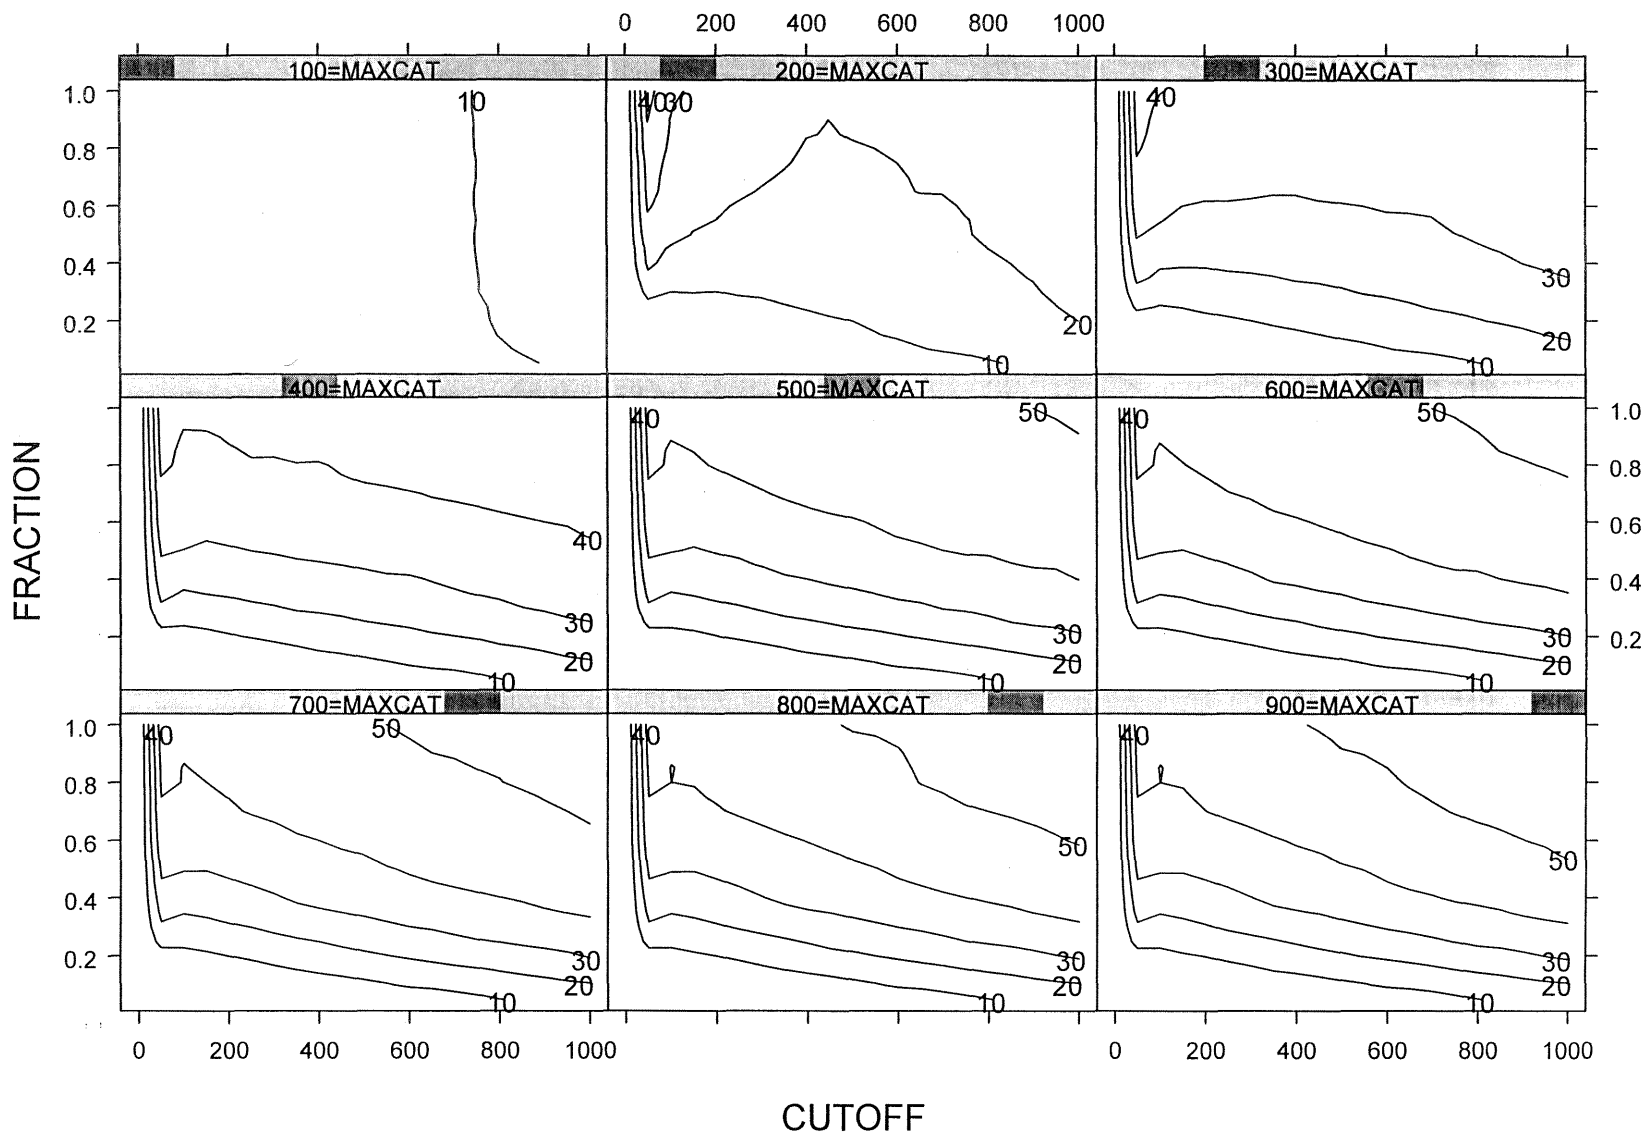 0 200 400 600 800 1000
100=MAXCAT 200=MAXCAT 300=MAXCAT
1.0 10 40 30 40
0.8
0.6
0.4 30
0.2 20 20
10 10
400=MAXCAT 500=MAXCAT 600=MAXCAT
40 50 40 50 1.0
0.8
0.6
40
0.4
30 30 30 0.2
20 20 20
10 10 10
700=MAXCAT 800=MAXCAT 900=MAXCAT
1.0 40 50 40 40
0.8
0.6 50 50
0.4
0.2 30 30 30
20 20 20
10 10 10
0 200 400 600 800 1000 0 200 400 600 800 1000
FRACTION
CUTOFF